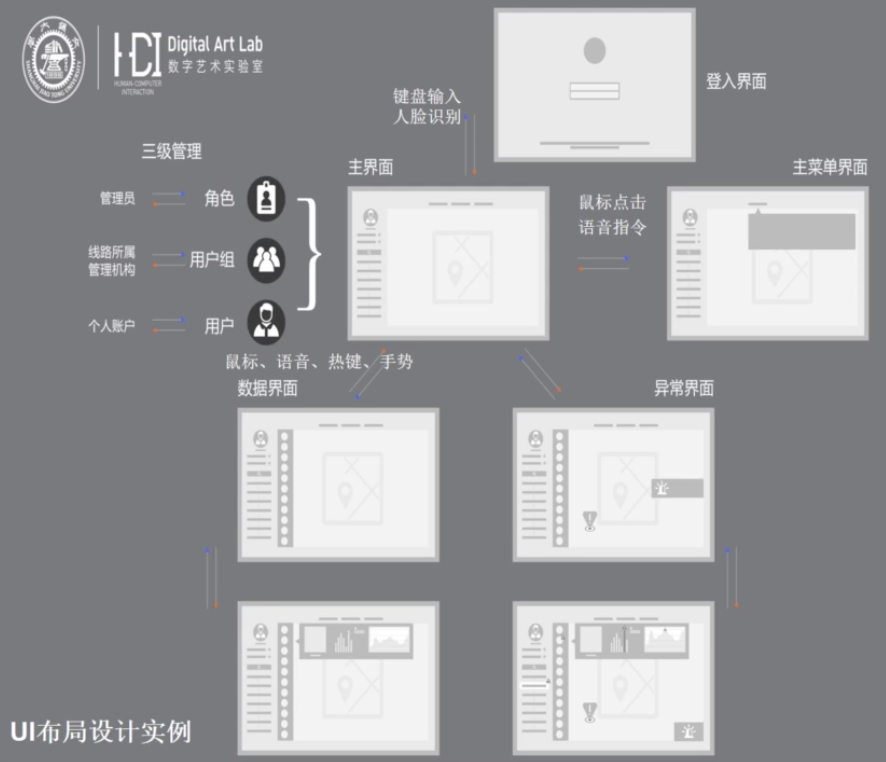 HCI
HUMAN-COMPUTER
INTERACTION
Digital Art Lab
数字艺术实验室
登入界面
键盘输入
人脸识别
三级管理
管理员
角色
线路所属
管理机构
用户组
个人账户
用户
主界面
鼠标点击
语音指令
主菜单界面
鼠标、语音、热键、手势
数据界面
异常界面
UI布局设计实例